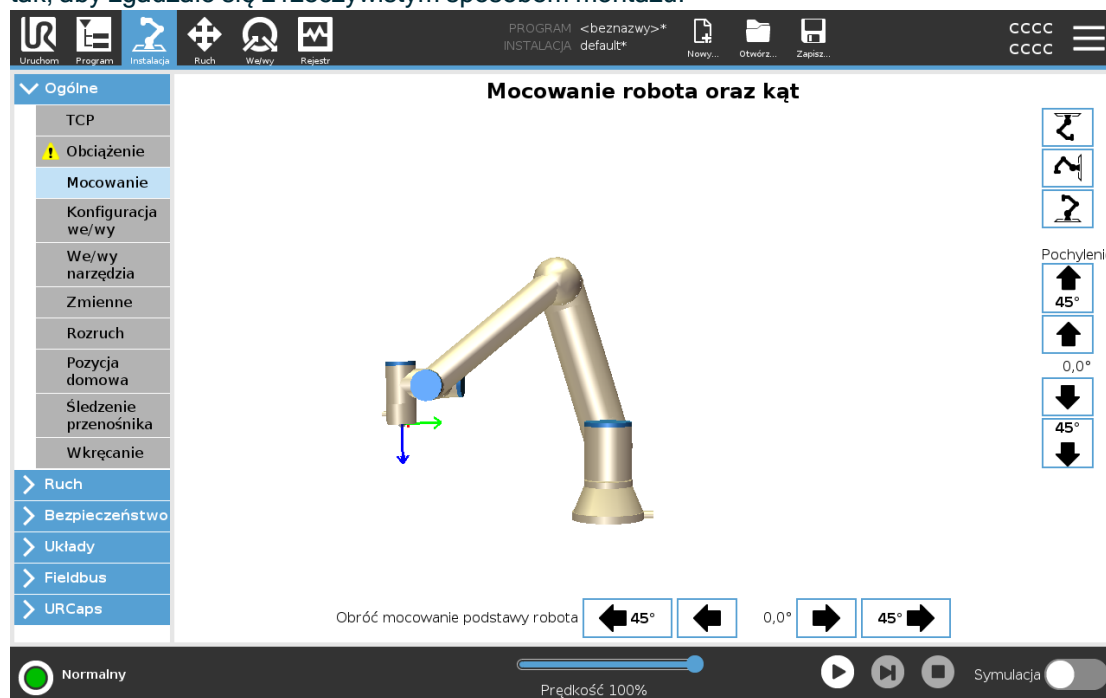 tak, aby zgadzało się z rzeczywistym sposobem montażu.
PROGRAM <beznazwy>*
INSTALACJA default*
CCCC
CCCC
Uruchom Program Instalacja Ruch We/wy Rejestr Nowy... Otwórz... Zapisz...
Ogólne
Mocowanie robota oraz kąt
TCP
Obciążenie
Mocowanie
Konfiguracja
we/wy
We/wy
narzędzia
Zmienne
Rozruch
Pozycja
domowa
Śledzenie
przenośnika
Wkręcanie
Ruch
Bezpieczeństwo
Układy
Fieldbus
URCaps
Pochyleni
45°
0,0°
45°
Obróć mocowanie podstawy robota 45° 0,0° 45°
Normalny
Prędkość 100%
Symulacja